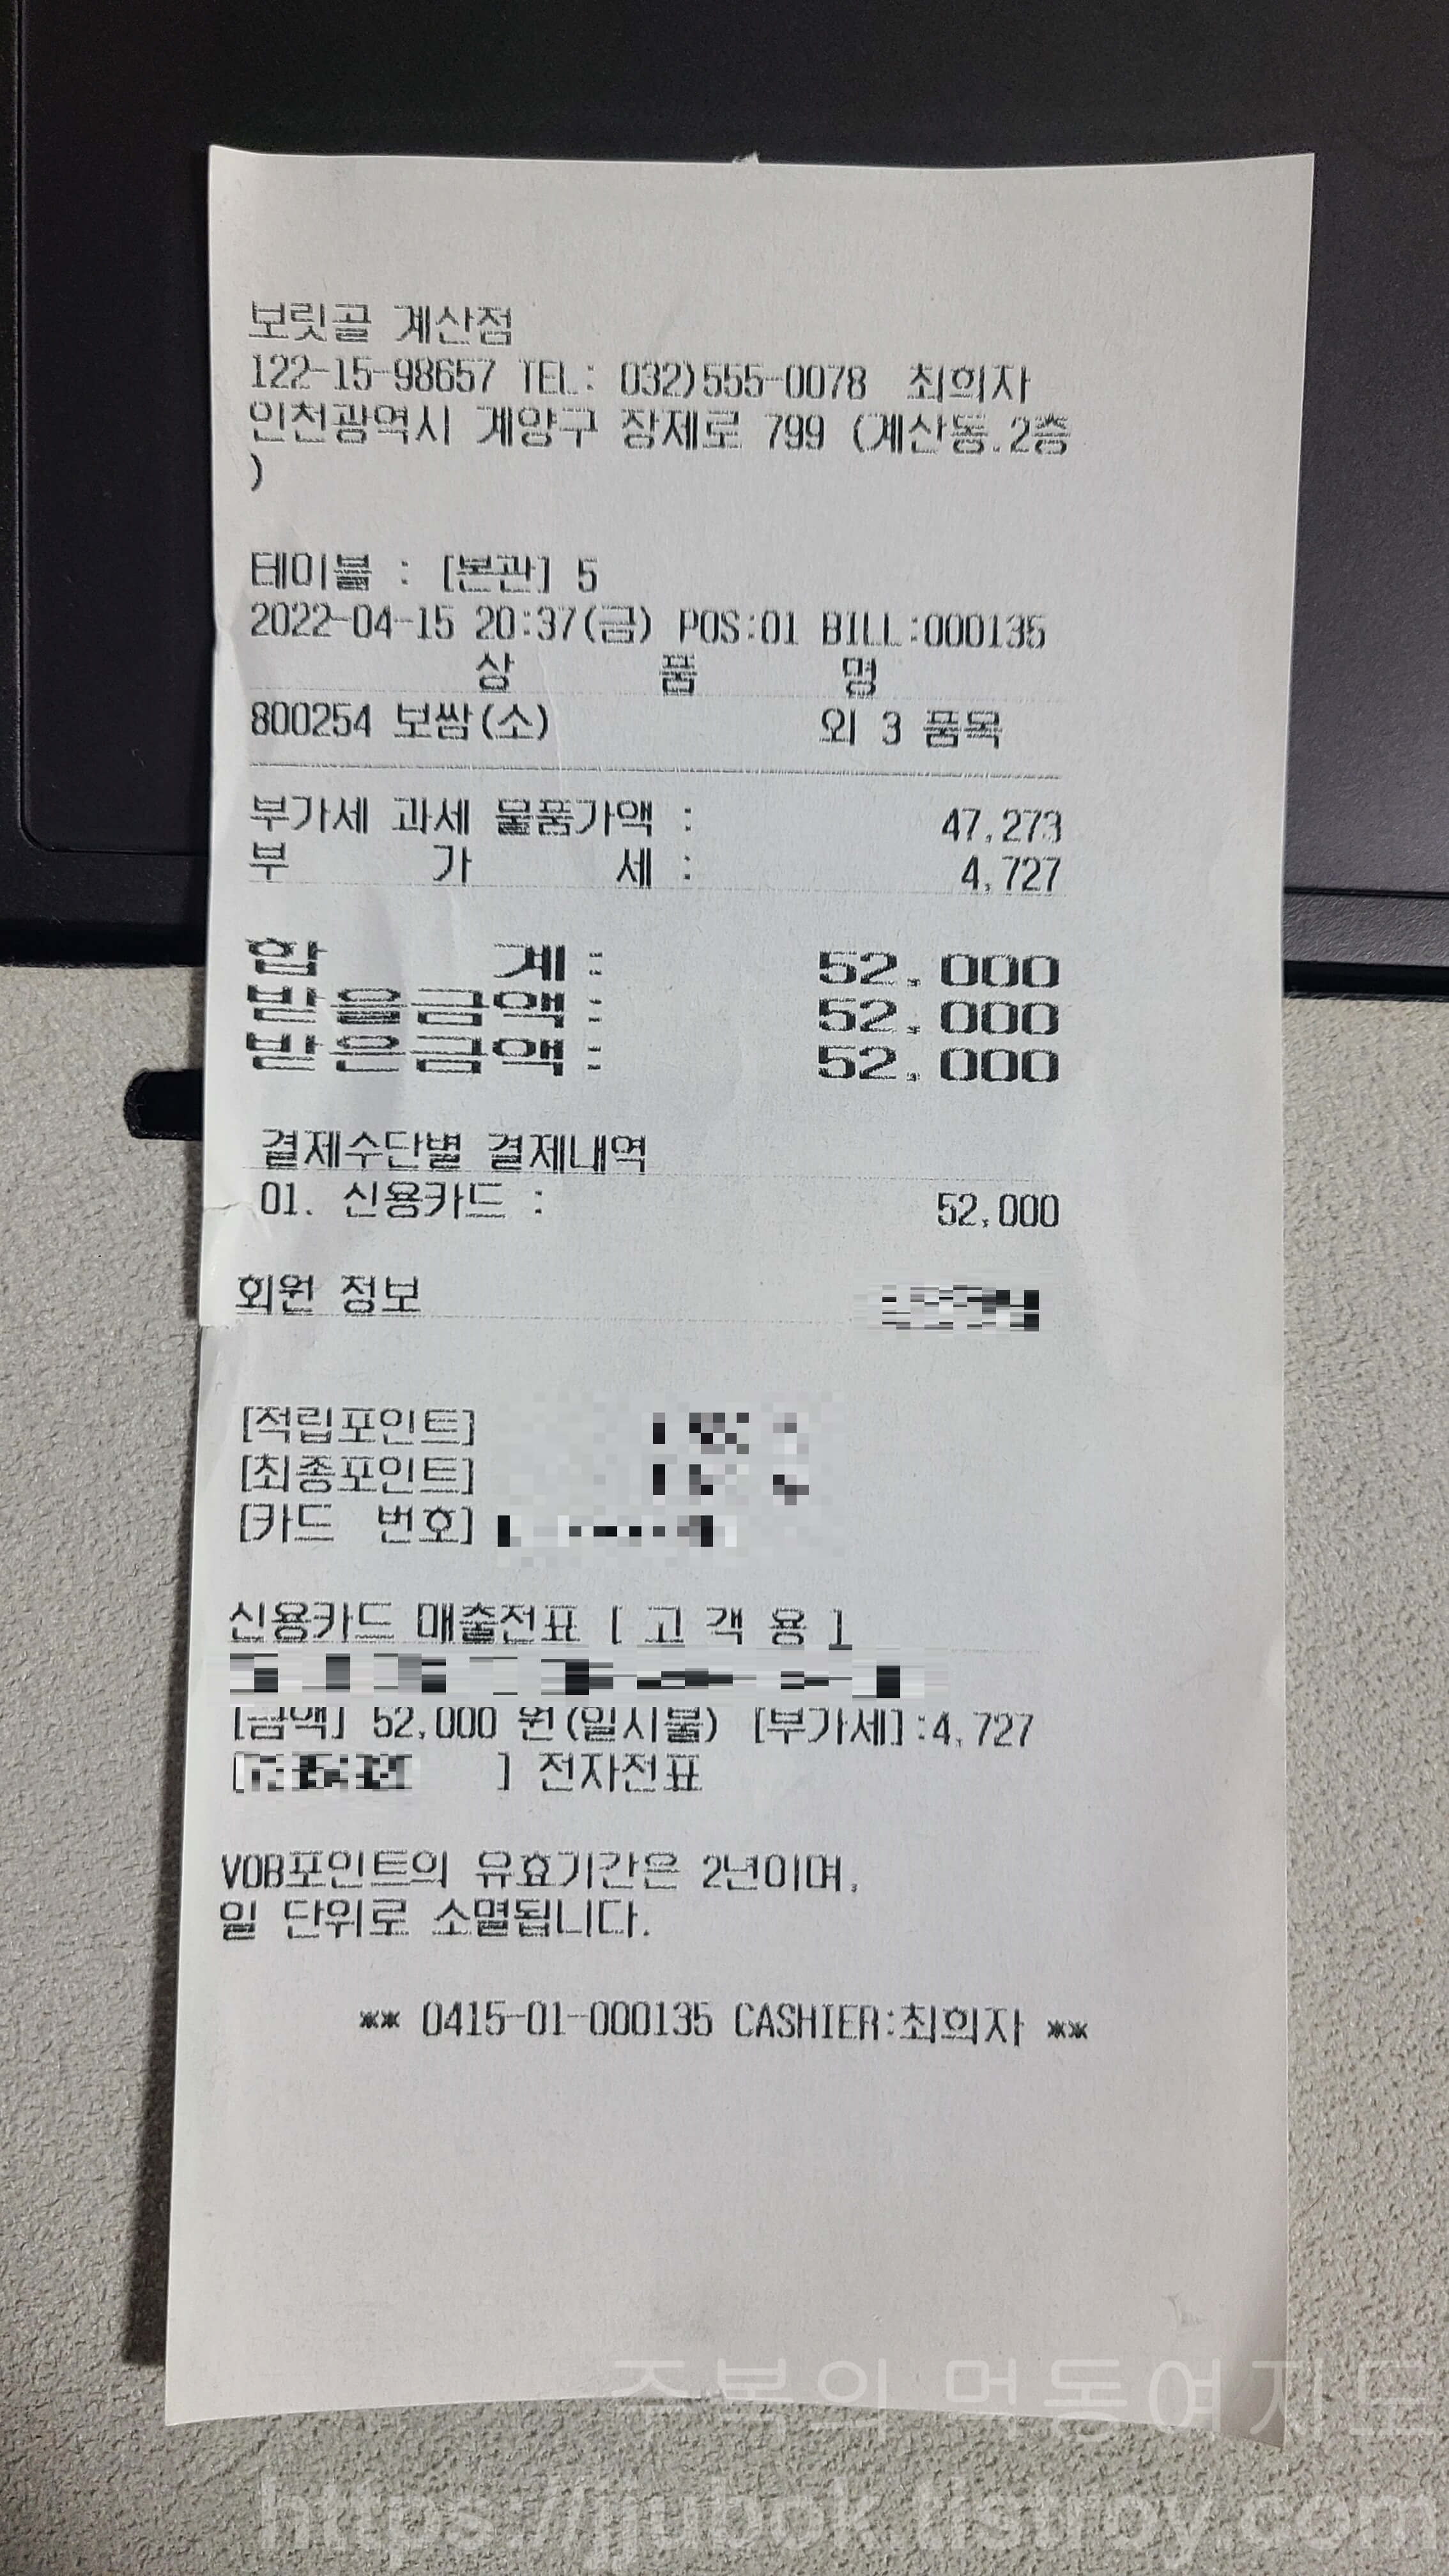 보릿골 계산점
122-15-98657 TEL: 032)555-0078 최희자
인천광역시 계양구 장제로 799 (계산동.2층
)
테이블 : [본관] 5
2022-04-15 20:37(금) POS:01 BILL:000135
상 품 명
800254 보쌈(소) 외 3 품목
부가세 과세 물품가액 : 47,273
부 가 세 : 4,727
합 계 : 52,000
받을금액 : 52,000
받은금액 : 52,000
결제수단별 결제내역
01. 신용카드 : 52,000
회원 정보
[적립포인트]
[최종포인트]
[카드 번호]
신용카드 매출전표 [ 고 객 용 ]
[금액] 52,000 원(일시불) [부가세]:4,727
[ ] 전자전표
VOB포인트의 유효기간은 2년이며,
일 단위로 소멸됩니다.
** 0415-01-000135 CASHIER:최희자 **
주복의 먹동여지도
https://jjubok.tistroy.com